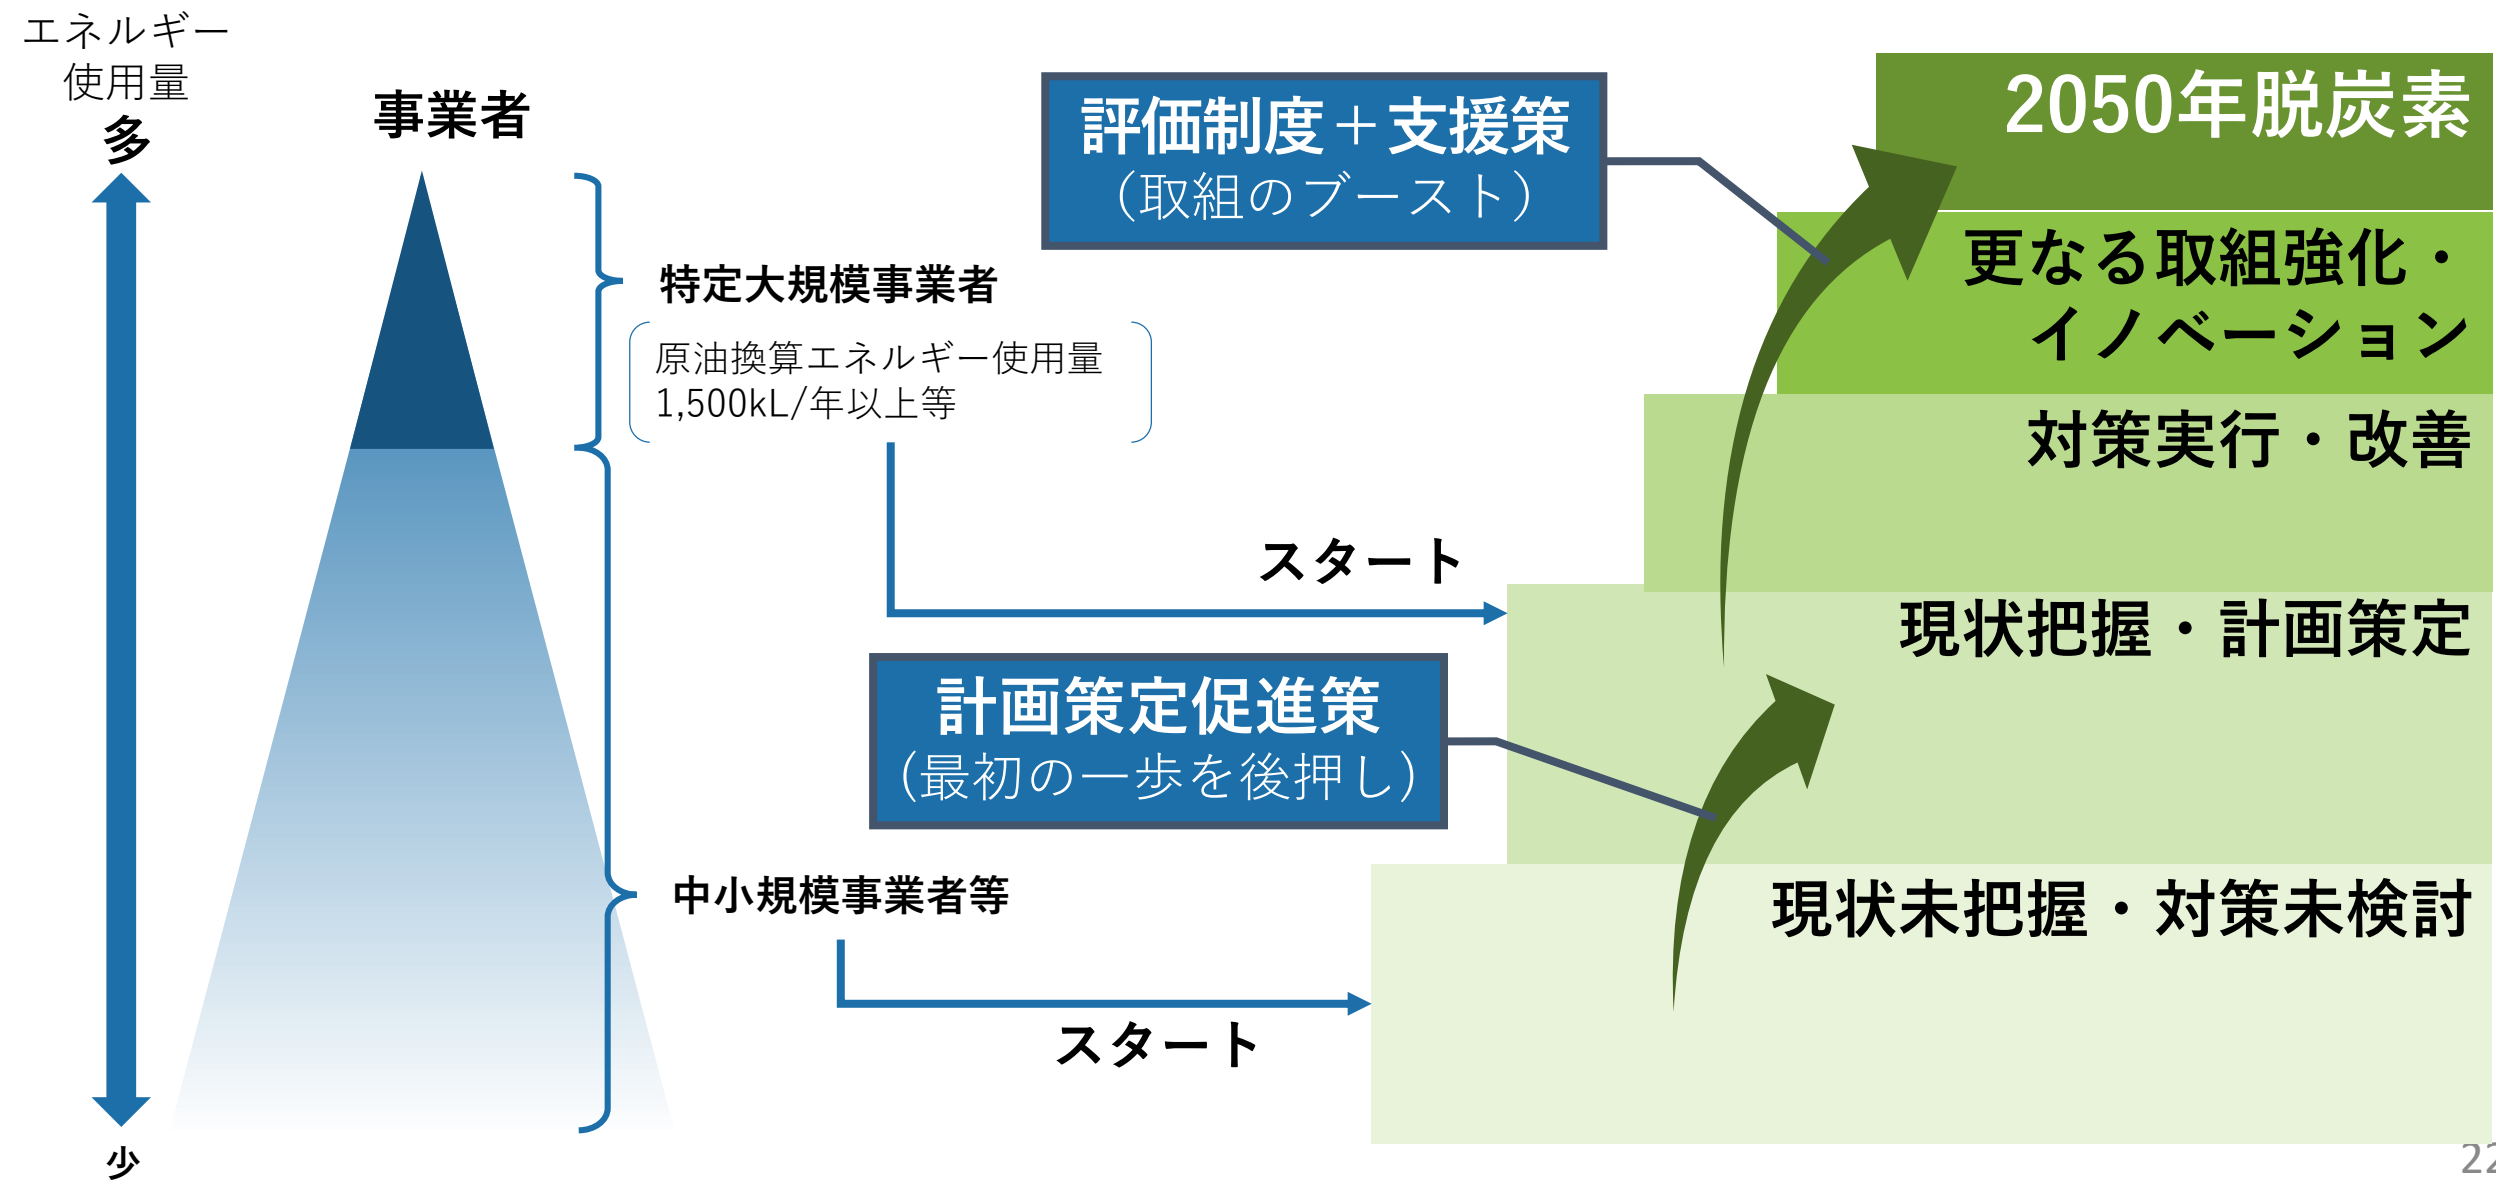 エネルギー
使用量
多
事業者
計画制度＋支援策
（取組のブースト）
2050年脱炭素
特定大規模事業者
更なる取組強化・
イノベーション
原油換算エネルギー使用量
1,500kL/年以上等
対策実行・改善
スタート
現状把握・計画策定
計画策定促進策
（最初の一歩を後押し）
中小規模事業者等
現状未把握・対策未検討
スタート
少
22